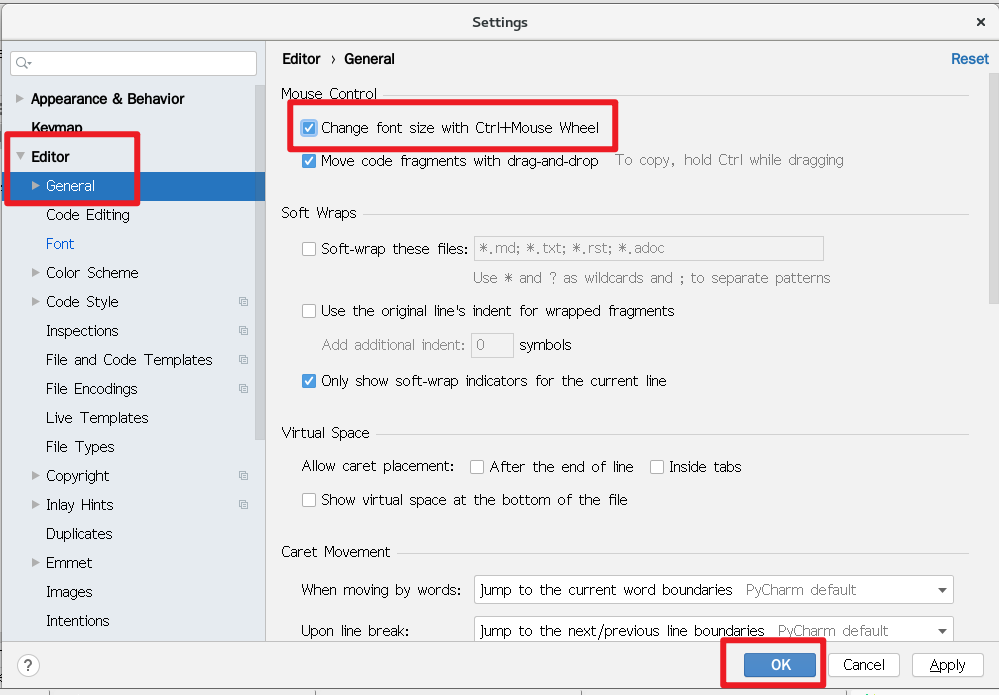 Settings
Editor › General
Reset
Appearance & Behavior
Keymap
Editor
General
Code Editing
Font
Color Scheme
Code Style
Inspections
File and Code Templates
File Encodings
Live Templates
File Types
Copyright
Inlay Hints
Duplicates
Emmet
Images
Intentions
Mouse Control
Change font size with Ctrl+Mouse Wheel
Move code fragments with drag-and-drop To copy, hold Ctrl while dragging
Soft Wraps
Soft-wrap these files: *.md; *.txt; *.rst; *.adoc
Use * and ? as wildcards and ; to separate patterns
Use the original line's indent for wrapped fragments
Add additional indent: 0 symbols
Only show soft-wrap indicators for the current line
Virtual Space
Allow caret placement: After the end of line Inside tabs
Show virtual space at the bottom of the file
Caret Movement
When moving by words: Jump to the current word boundaries PyCharm default
Upon line break: Jump to the next/previous line boundaries PyCharm default
? OK Cancel Apply